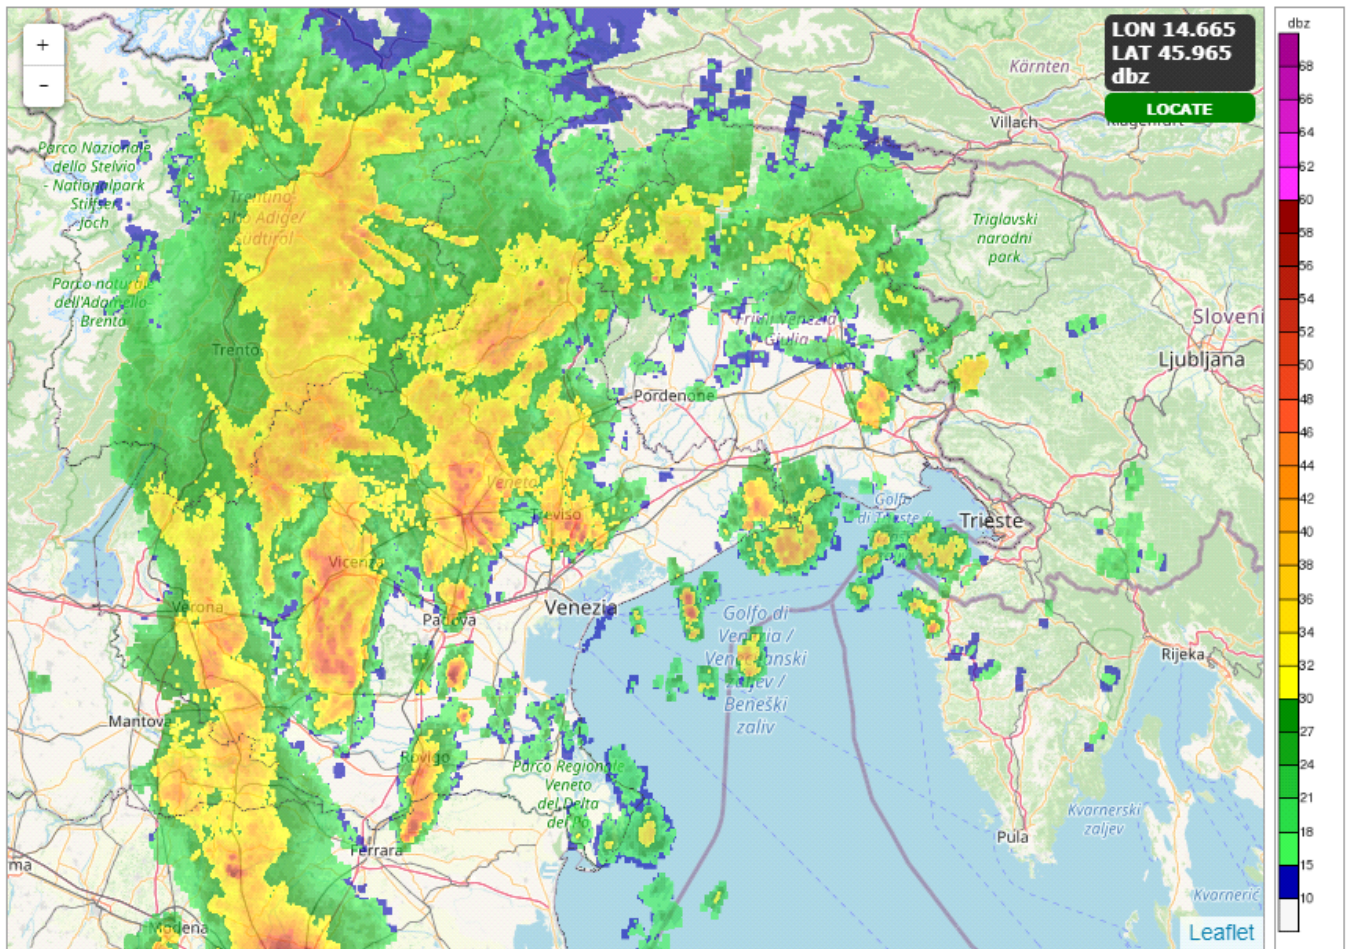 +
-
LON 14.665
LAT 45.965
dbz
LOCATE
dbz
68
66
64
62
60
58
56
54
52
50
48
46
44
42
40
38
36
34
32
30
27
24
21
18
15
10
Kärnten
Villach
Parco Nazionale
dello Stelvio
- Nationalpark
Stilfser
Joch
Trentino-
Alto Adige/
Südtirol
Triglavski
narodni
park
Parco naturale
dell'Adamello
Brenta
Friuli Venezia
Giulia
Sloveni
Trento
Ljubljana
Pordenone
Veneto
Treviso
Golfo
di Trieste /
Trieste
Vicenza
Verona
Venezia
Padova
Golfo di
Venezia /
Venecijanski
zaljev /
Beneški
zaliv
Rijeka
Mantova
Rovigo
Parco Regionale
Veneto
del Delta
del Po
Kvarnerski
zaljev
Pula
Ferrara
ma
Kvarnerić
Modena
Leaflet